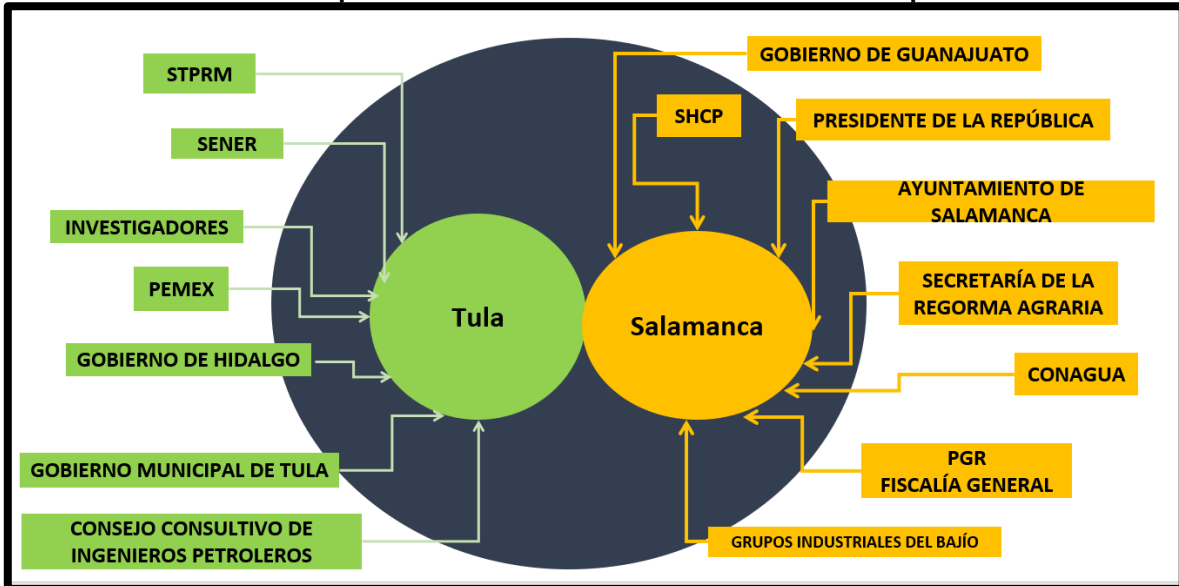 STPRM
SENER
INVESTIGADORES
PEMEX
GOBIERNO DE HIDALGO
GOBIERNO MUNICIPAL DE TULA
CONSEJO CONSULTIVO DE
INGENIEROS PETROLEROS
Tula
Salamanca
GOBIERNO DE GUANAJUATO
SHCP
PRESIDENTE DE LA REPÚBLICA
AYUNTAMIENTO DE
SALAMANCA
SECRETARÍA DE LA
REGORMA AGRARIA
CONAGUA
PGR
FISCALÍA GENERAL
GRUPOS INDUSTRIALES DEL BAJÍO